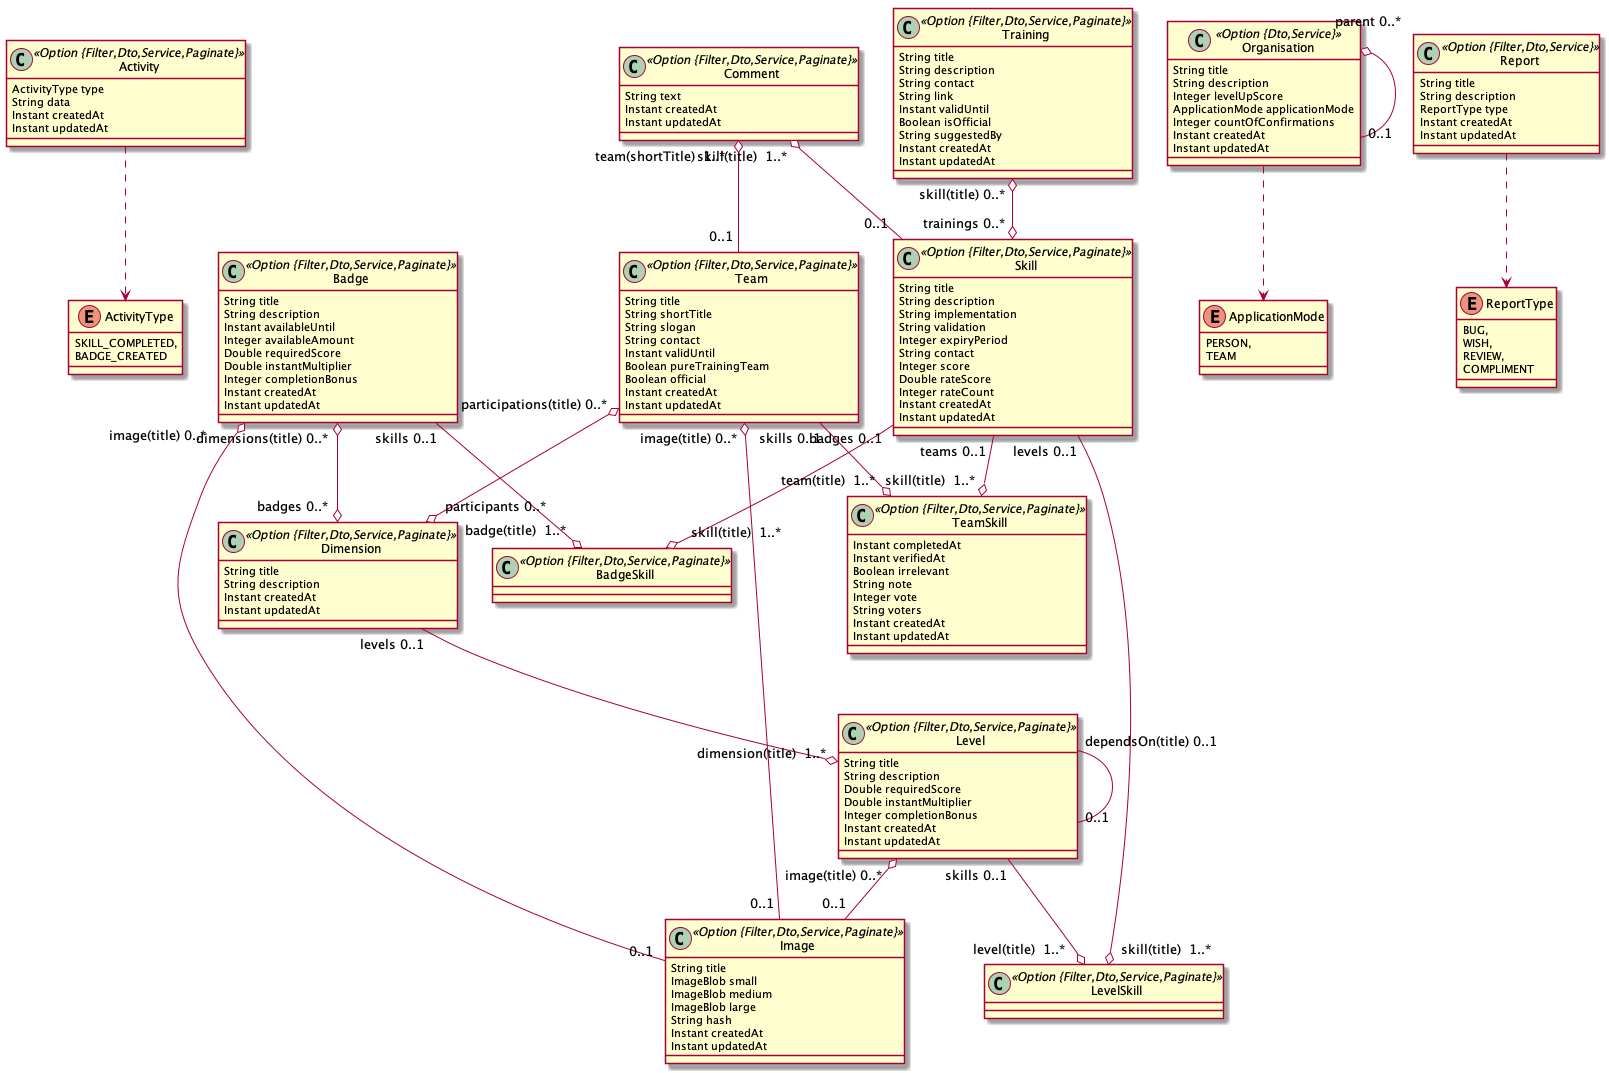 C
<<Option {Filter,Dto,Service,Paginate}>>
Activity
ActivityType type
String data
Instant createdAt
Instant updatedAt
C
<<Option {Filter,Dto,Service,Paginate}>>
Comment
String text
Instant createdAt
Instant updatedAt
C
<<Option {Filter,Dto,Service,Paginate}>>
Training
String title
String description
String contact
String link
Instant validUntil
Boolean isOfficial
String suggestedBy
Instant createdAt
Instant updatedAt
C
<<Option {Dto,Service}>>
Organisation
String title
String description
Integer levelUpScore
ApplicationMode applicationMode
Integer countOfConfirmations
Instant createdAt
Instant updatedAt
parent 0..*
0..1
C
<<Option {Filter,Dto,Service}>>
Report
String title
String description
ReportType type
Instant createdAt
Instant updatedAt
team(shortTitle) 1..*
skill(title) 1..*
0..1
0..1
skill(title) 0..*
trainings 0..*
E
ActivityType
SKILL_COMPLETED,
BADGE_CREATED
C
<<Option {Filter,Dto,Service,Paginate}>>
Badge
String title
String description
Instant availableUntil
Integer availableAmount
Double requiredScore
Double instantMultiplier
Integer completionBonus
Instant createdAt
Instant updatedAt
C
<<Option {Filter,Dto,Service,Paginate}>>
Team
String title
String shortTitle
String slogan
String contact
Instant validUntil
Boolean pureTrainingTeam
Boolean official
Instant createdAt
Instant updatedAt
C
<<Option {Filter,Dto,Service,Paginate}>>
Skill
String title
String description
String implementation
String validation
Integer expiryPeriod
String contact
Integer score
Double rateScore
Integer rateCount
Instant createdAt
Instant updatedAt
E
ApplicationMode
PERSON,
TEAM
E
ReportType
BUG,
WISH,
REVIEW,
COMPLIMENT
image(title) 0..*
dimensions(title) 0..*
skills 0..1
participations(title) 0..*
image(title) 0..*
skills 0..1
badges 0..1
teams 0..1
levels 0..1
badges 0..*
participants 0..*
badge(title) 1..*
skill(title) 1..*
team(title) 1..*
skill(title) 1..*
C
<<Option {Filter,Dto,Service,Paginate}>>
Dimension
String title
String description
Instant createdAt
Instant updatedAt
C
<<Option {Filter,Dto,Service,Paginate}>>
BadgeSkill
C
<<Option {Filter,Dto,Service,Paginate}>>
TeamSkill
Instant completedAt
Instant verifiedAt
Boolean irrelevant
String note
Integer vote
String voters
Instant createdAt
Instant updatedAt
levels 0..1
dimension(title) 1..*
C
<<Option {Filter,Dto,Service,Paginate}>>
Level
String title
String description
Double requiredScore
Double instantMultiplier
Integer completionBonus
Instant createdAt
Instant updatedAt
dependsOn(title) 0..1
0..1
image(title) 0..*
skills 0..1
0..1
0..1
0..1
level(title) 1..*
skill(title) 1..*
C
<<Option {Filter,Dto,Service,Paginate}>>
Image
String title
ImageBlob small
ImageBlob medium
ImageBlob large
String hash
Instant createdAt
Instant updatedAt
C
<<Option {Filter,Dto,Service,Paginate}>>
LevelSkill